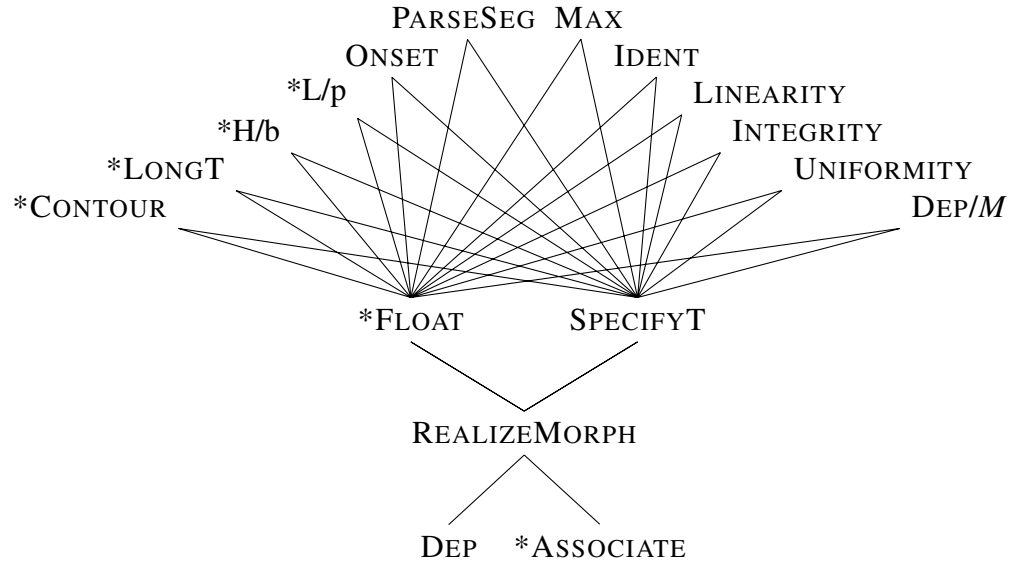 PARSESEG MAX
ONSET IDENT
*L/p LINEARITY
*H/b INTEGRITY
*LONGT UNIFORMITY
*CONTOUR DEP/M
*FLOAT SPECIFYT
REALIZEMORPH
DEP *ASSOCIATE